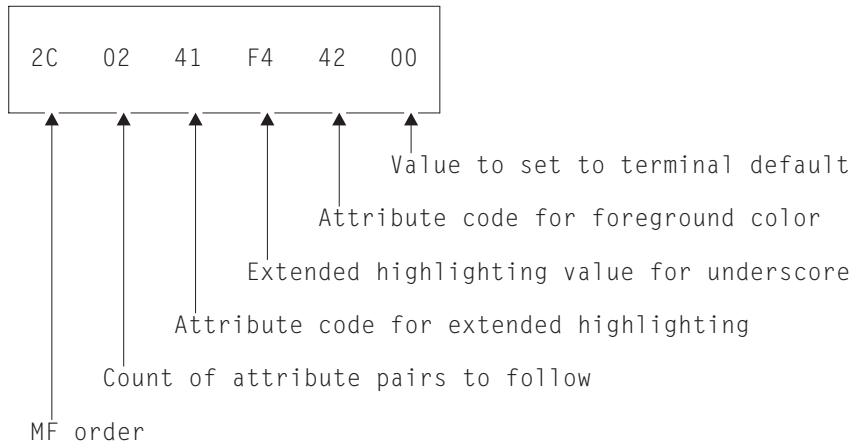 2C 02 41 F4 42 00
Value to set to terminal default
Attribute code for foreground color
Extended highlighting value for underscore
Attribute code for extended highlighting
Count of attribute pairs to follow
MF order